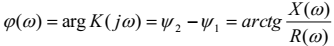 φ(ω) = arg K(jω) = ψ₂ − ψ₁ = arctg X(ω)/R(ω)